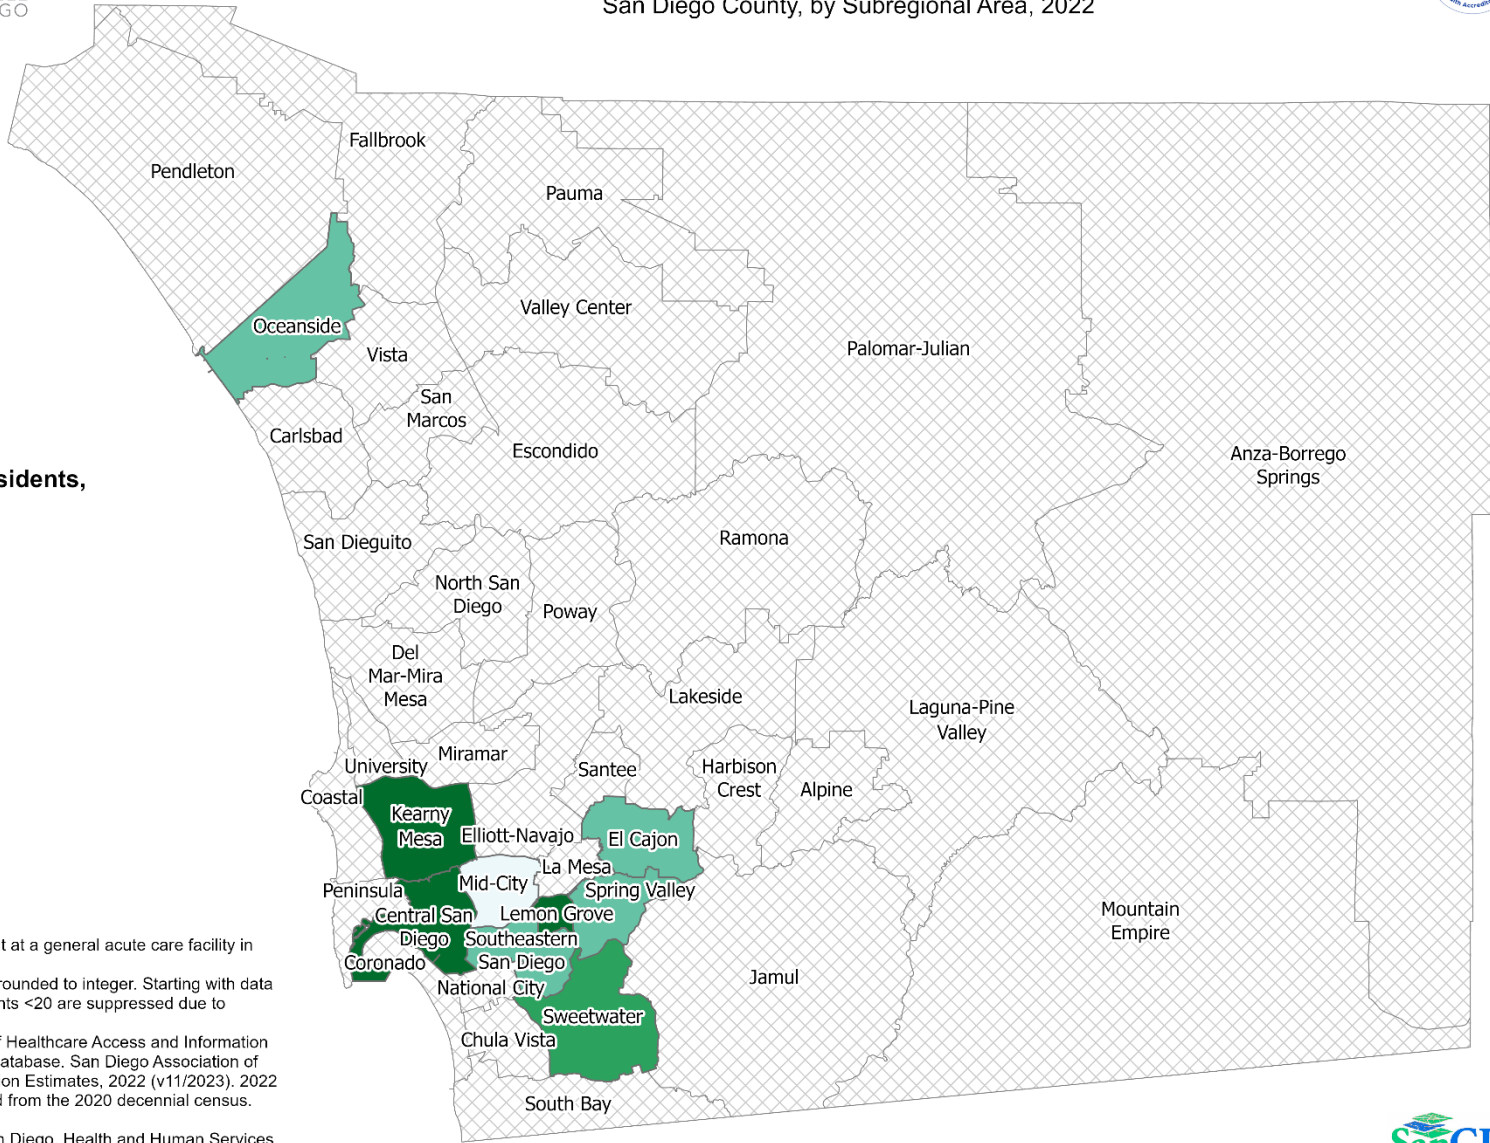 GO
San Diego County, by Subregional Area, 2022
Fallbrook
Pendleton
Pauma
Valley Center
Oceanside
Palomar-Julian
Vista
San
Marcos
Carlsbad
Escondido
Anza-Borrego
Springs
sidents,
Ramona
San Dieguito
North San
Diego
Poway
Del
Mar-Mira
Mesa
Lakeside
Laguna-Pine
Valley
Miramar
University
Santee
Harbison
Crest
Alpine
Coastal
Kearny
Mesa
Elliott-Navajo
El Cajon
La Mesa
Mid-City
Peninsula
Spring Valley
Central San
Diego
Lemon Grove
Mountain
Empire
Southeastern
San Diego
Coronado
Jamul
National City
Sweetwater
Chula Vista
South Bay
t at a general acute care facility in
rounded to integer. Starting with data
nts <20 are suppressed due to
f Healthcare Access and Information
atabase. San Diego Association of
on Estimates, 2022 (v11/2023). 2022
d from the 2020 decennial census.
n Diego, Health and Human Services